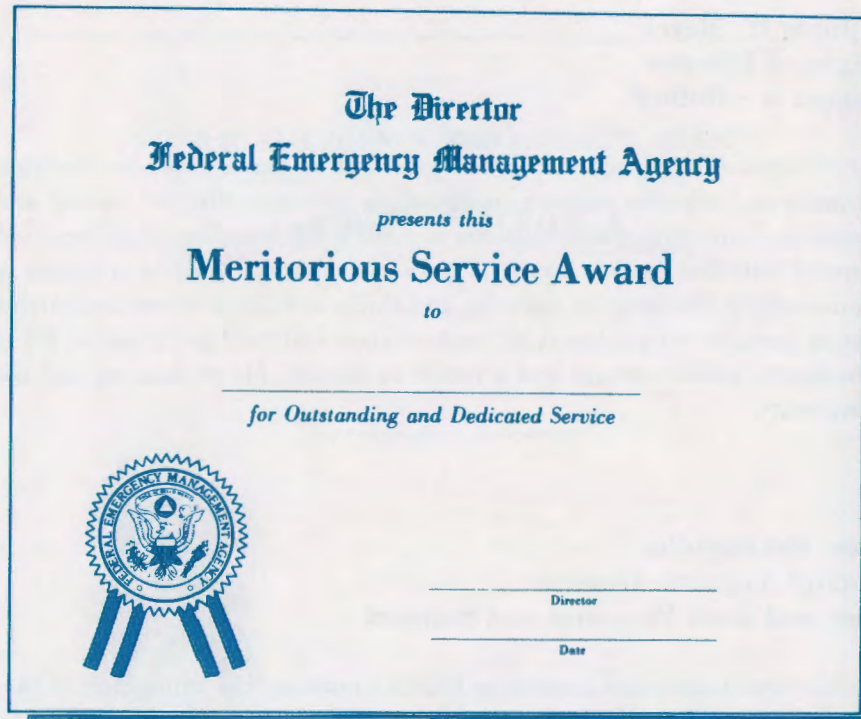 The Director
Federal Emergency Management Agency
presents this
Meritorious Service Award
to
for Outstanding and Dedicated Service
FEDERAL EMERGENCY MANAGEMENT AGENCY
Director
Date